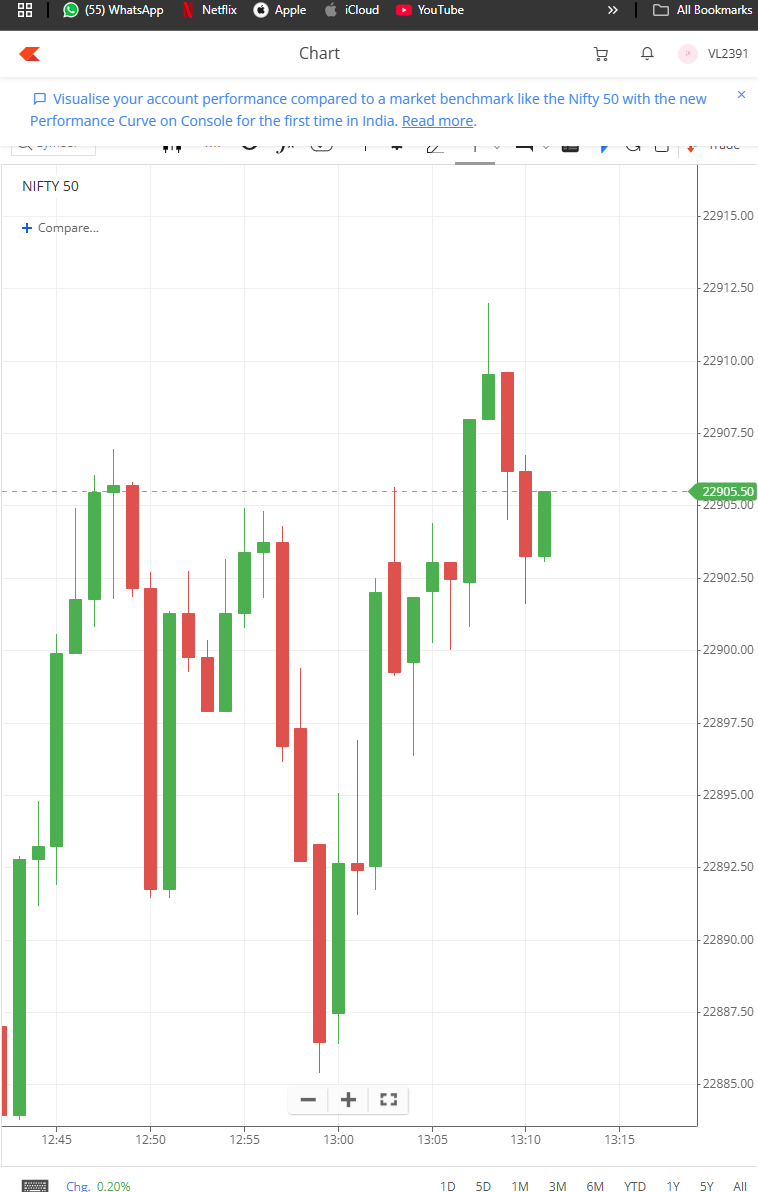 (55) WhatsApp Netflix Apple iCloud YouTube » All Bookmarks
Chart VL2391
Visualise your account performance compared to a market benchmark like the Nifty 50 with the new
Performance Curve on Console for the first time in India. Read more.
NIFTY 50
+ Compare...
22915.00
22912.50
22910.00
22907.50
22905.50
22905.00
22902.50
22900.00
22897.50
22895.00
22892.50
22890.00
22887.50
22885.00
12:45 12:50 12:55 13:00 13:05 13:10 13:15
Chg. 0.20% 1D 5D 1M 3M 6M YTD 1Y 5Y All